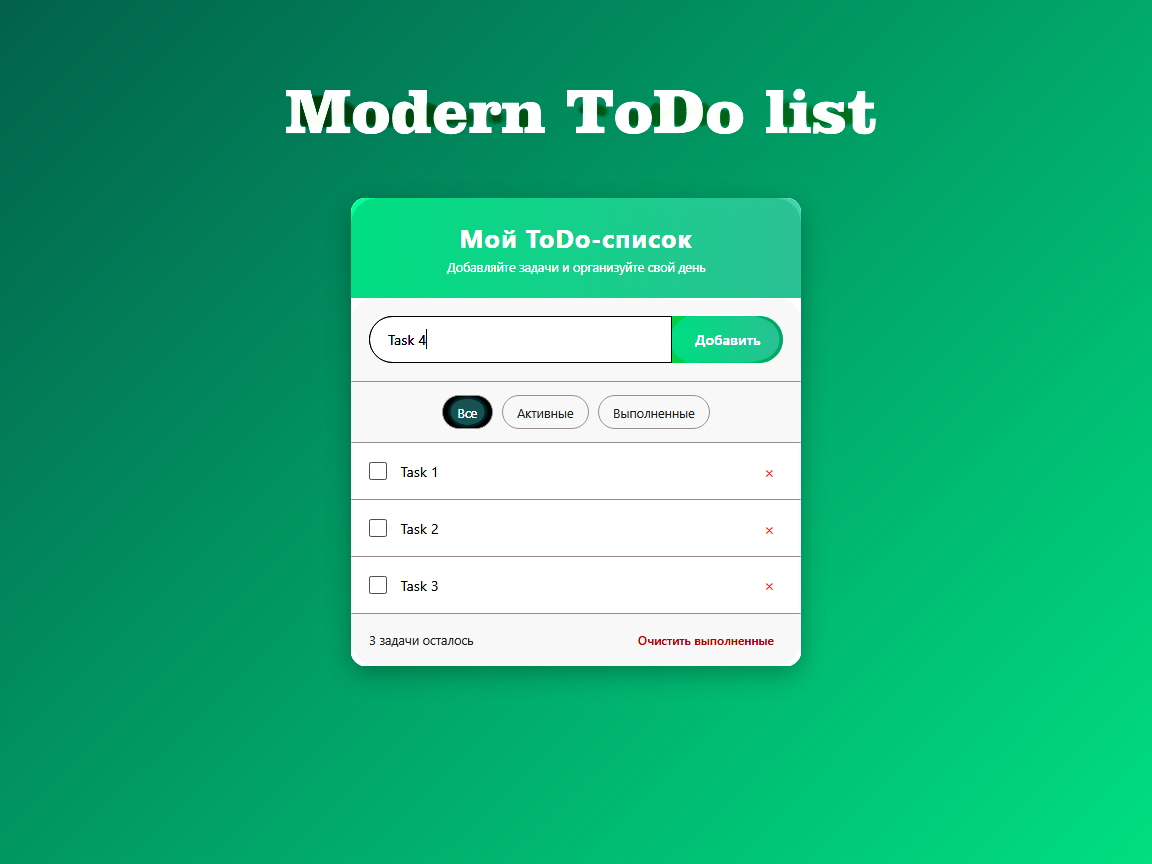 Modern ToDo list
Мой ToDo-список
Добавляйте задачи и организуйте свой день
Task 4 Добавить
Все Активные Выполненные
Task 1 ×
Task 2 ×
Task 3 ×
3 задачи осталось Очистить выполненные